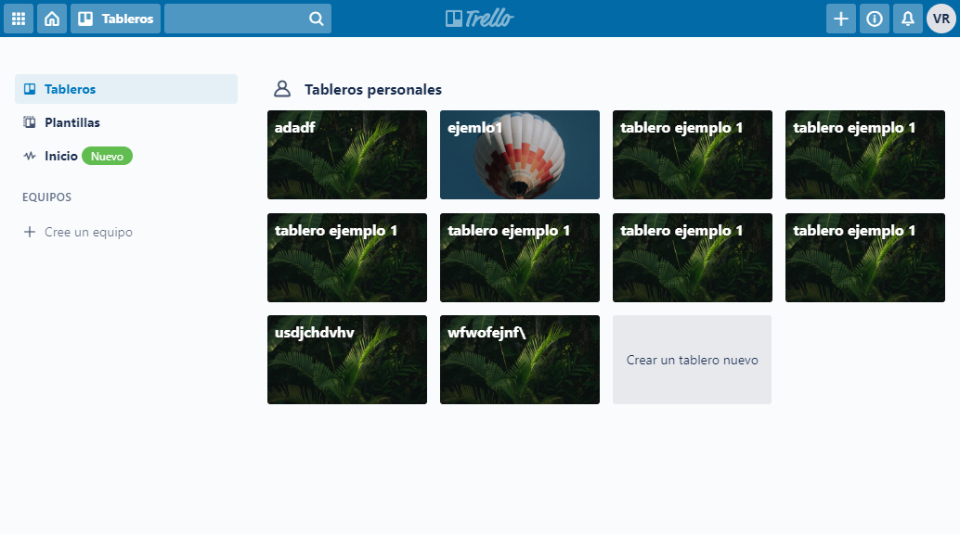 Tableros
Trello
VR
Tableros
Plantillas
Inicio Nuevo
EQUIPOS
Cree un equipo
Tableros personales
adadf
ejemlo1
tablero ejemplo 1
tablero ejemplo 1
tablero ejemplo 1
tablero ejemplo 1
tablero ejemplo 1
tablero ejemplo 1
usdjchdvhv
wfwofejnf\
Crear un tablero nuevo